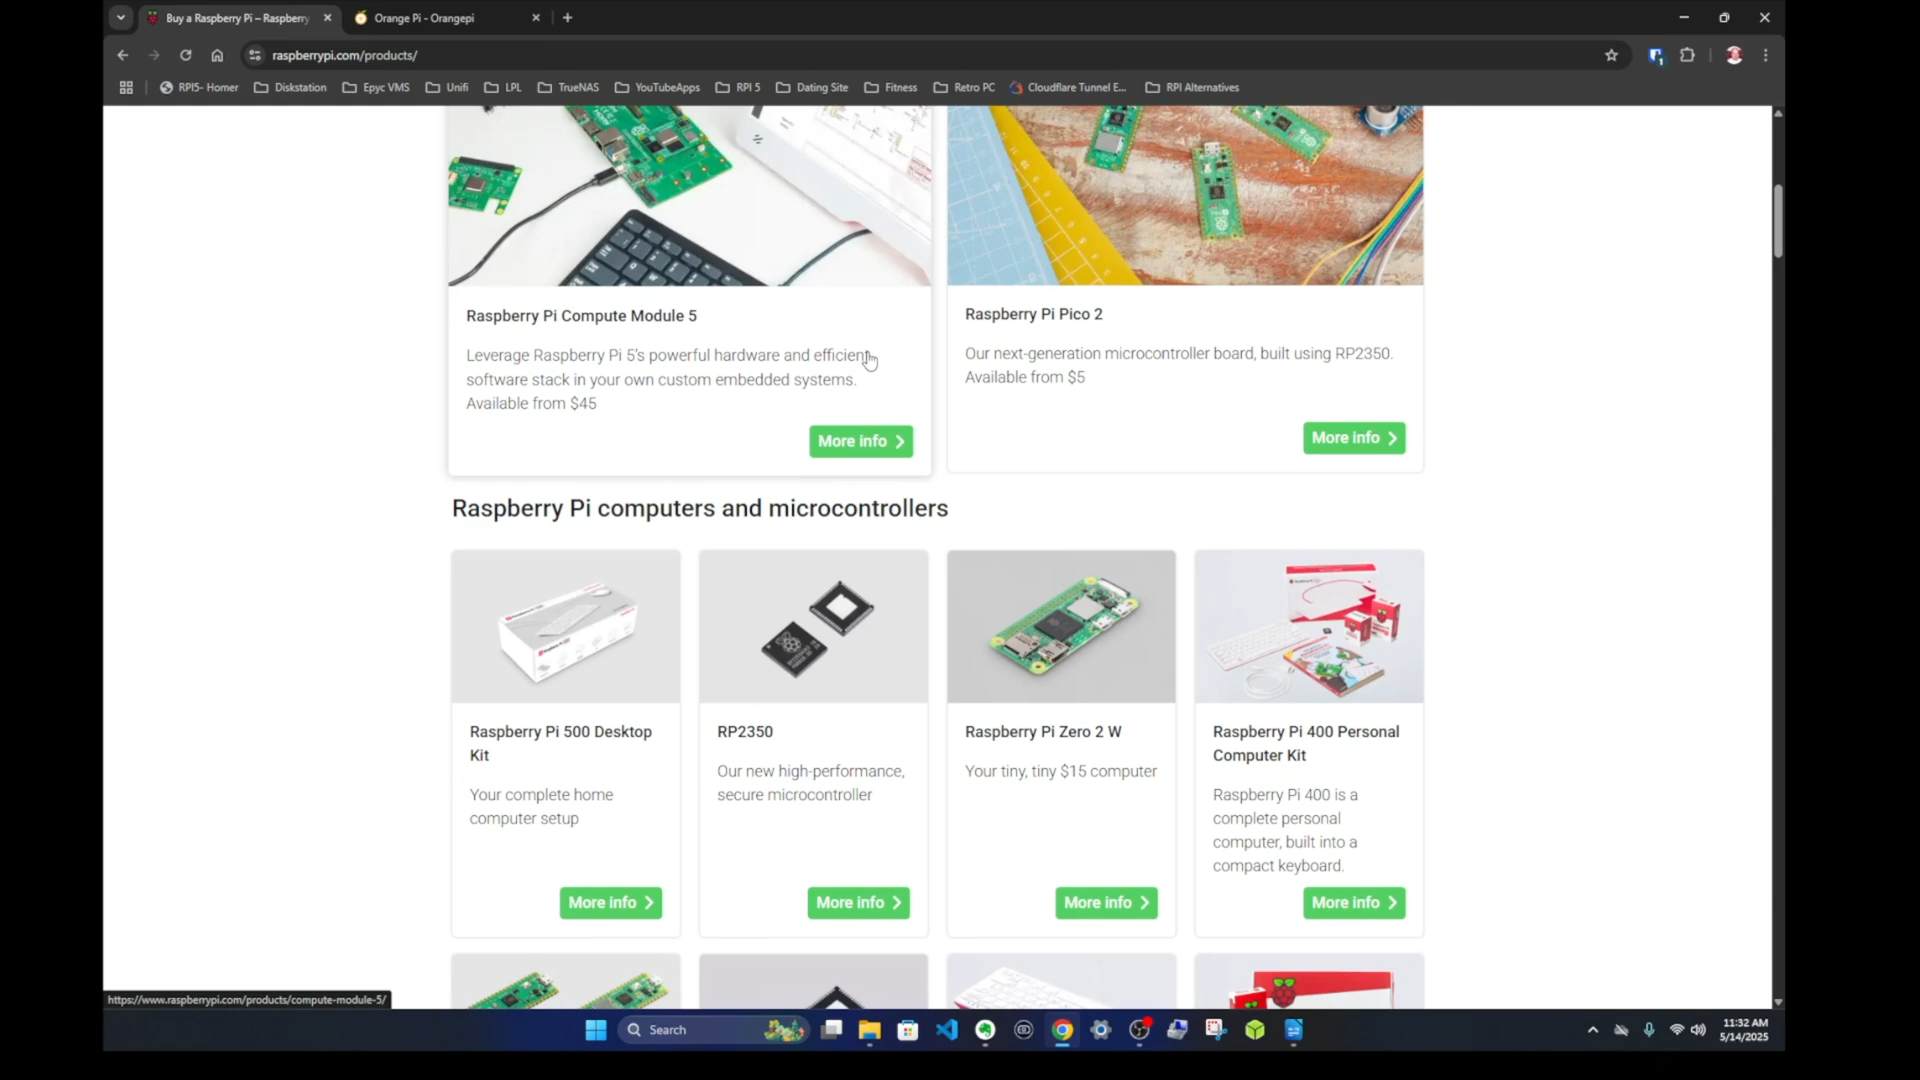 Buy a Raspberry Pi – Raspberry
Orange Pi - Orangepi
raspberrypi.com/products/
RPI5- Homer
Diskstation
Epyc VMS
Unifi
LPL
TrueNAS
YouTubeApps
RPI 5
Dating Site
Fitness
Retro PC
Cloudflare Tunnel E...
RPI Alternatives
Raspberry Pi Compute Module 5
Leverage Raspberry Pi 5’s powerful hardware and efficient
software stack in your own custom embedded systems.
Available from $45
More info
Raspberry Pi Pico 2
Our next-generation microcontroller board, built using RP2350.
Available from $5
More info
Raspberry Pi computers and microcontrollers
Raspberry Pi 500 Desktop
Kit
Your complete home
computer setup
More info
RP2350
Our new high-performance,
secure microcontroller
More info
Raspberry Pi Zero 2 W
Your tiny, tiny $15 computer
More info
Raspberry Pi 400 Personal
Computer Kit
Raspberry Pi 400 is a
complete personal
computer, built into a
compact keyboard.
More info
https://www.raspberrypi.com/products/compute-module-5/
Search
11:32 AM
5/14/2025